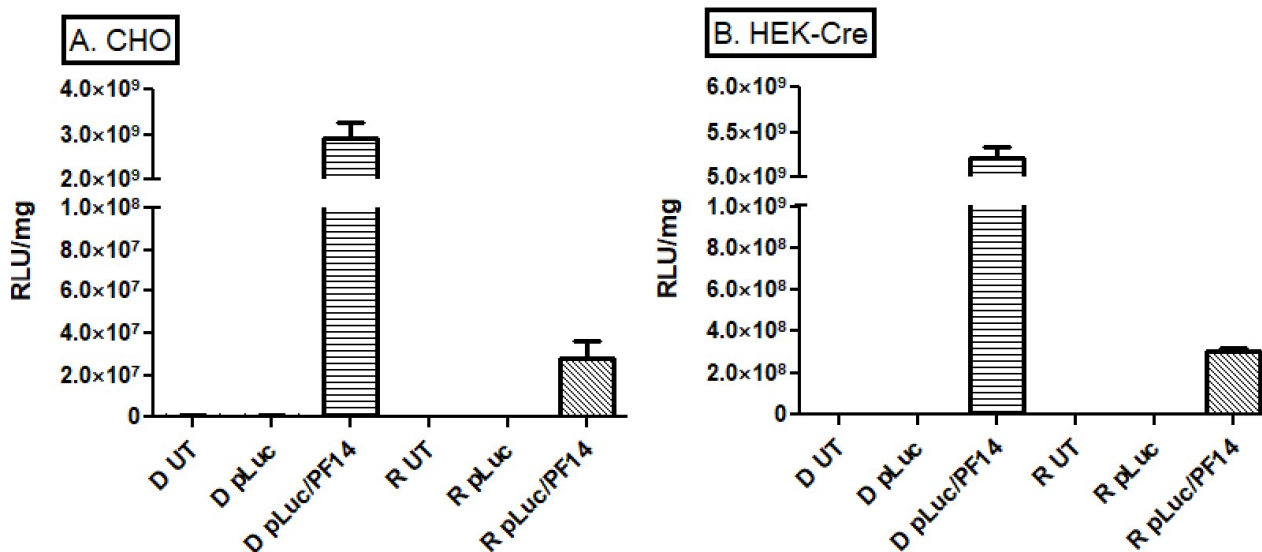 A. CHO
4.0×10⁹
3.0×10⁹
2.0×10⁹
1.0×10⁸
8.0×10⁷
6.0×10⁷
4.0×10⁷
2.0×10⁷
0
RLU/mg
D UT
D pLuc
D pLuc/PF14
R UT
R pLuc
R pLuc/PF14
B. HEK-Cre
6.0×10⁹
5.5×10⁹
5.0×10⁹
1.0×10⁹
8.0×10⁸
6.0×10⁸
4.0×10⁸
2.0×10⁸
0
RLU/mg
D UT
D pLuc
D pLuc/PF14
R UT
R pLuc
R pLuc/PF14